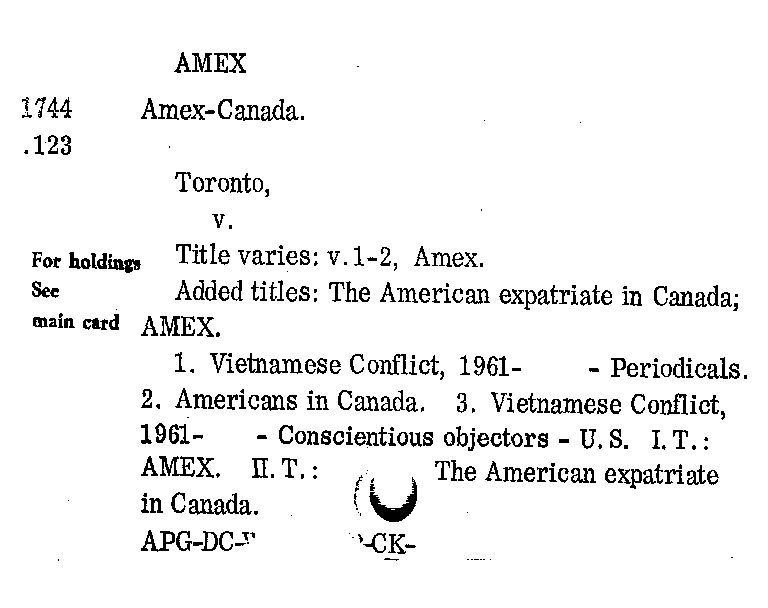 AMEX
1744 Amex-Canada.
.123
Toronto,
v.
For holdings Title varies: v.1-2, Amex.
See Added titles: The American expatriate in Canada;
main card AMEX.
1. Vietnamese Conflict, 1961- - Periodicals.
2. Americans in Canada. 3. Vietnamese Conflict,
1961- - Conscientious objectors - U.S. I.T.:
AMEX. II.T.: The American expatriate
in Canada.
APG-DC- -CK-